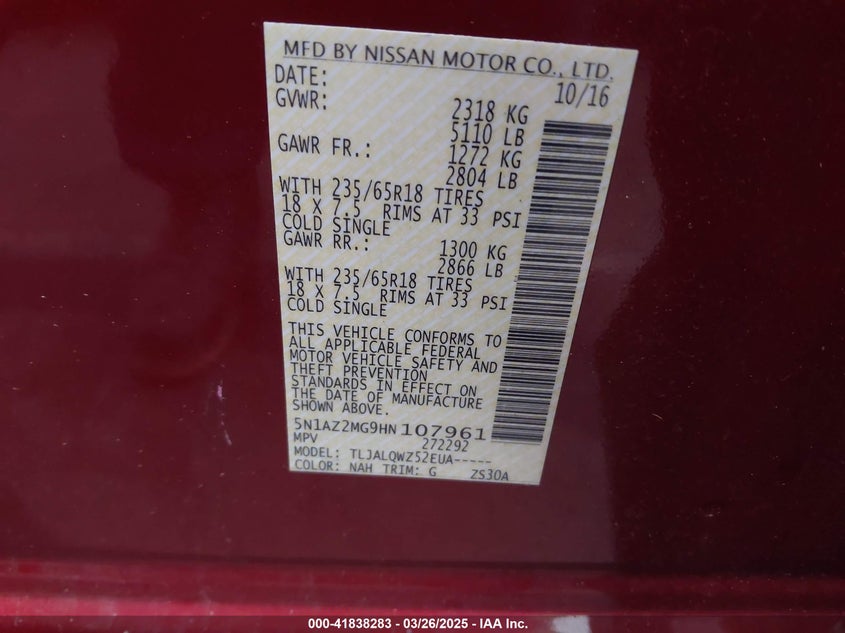 MFD BY NISSAN MOTOR CO., LTD.
DATE: 10/16
GVWR: 2318 KG
5110 LB
GAWR FR.: 1272 KG
2804 LB
WITH 235/65R18 TIRES
18 X 7.5 RIMS AT 33 PSI
COLD SINGLE
GAWR RR.: 1300 KG
2866 LB
WITH 235/65R18 TIRES
18 X 7.5 RIMS AT 33 PSI
COLD SINGLE
THIS VEHICLE CONFORMS TO
ALL APPLICABLE FEDERAL
MOTOR VEHICLE SAFETY AND
THEFT PREVENTION
STANDARDS IN EFFECT ON
THE DATE OF MANUFACTURE
SHOWN ABOVE.
5N1AZ2MG9HN107961
MPV 272292
MODEL: TLJALQWZ52EUA-----
COLOR: NAH TRIM: G ZS30A
000-41838283 - 03/26/2025 - IAA Inc.